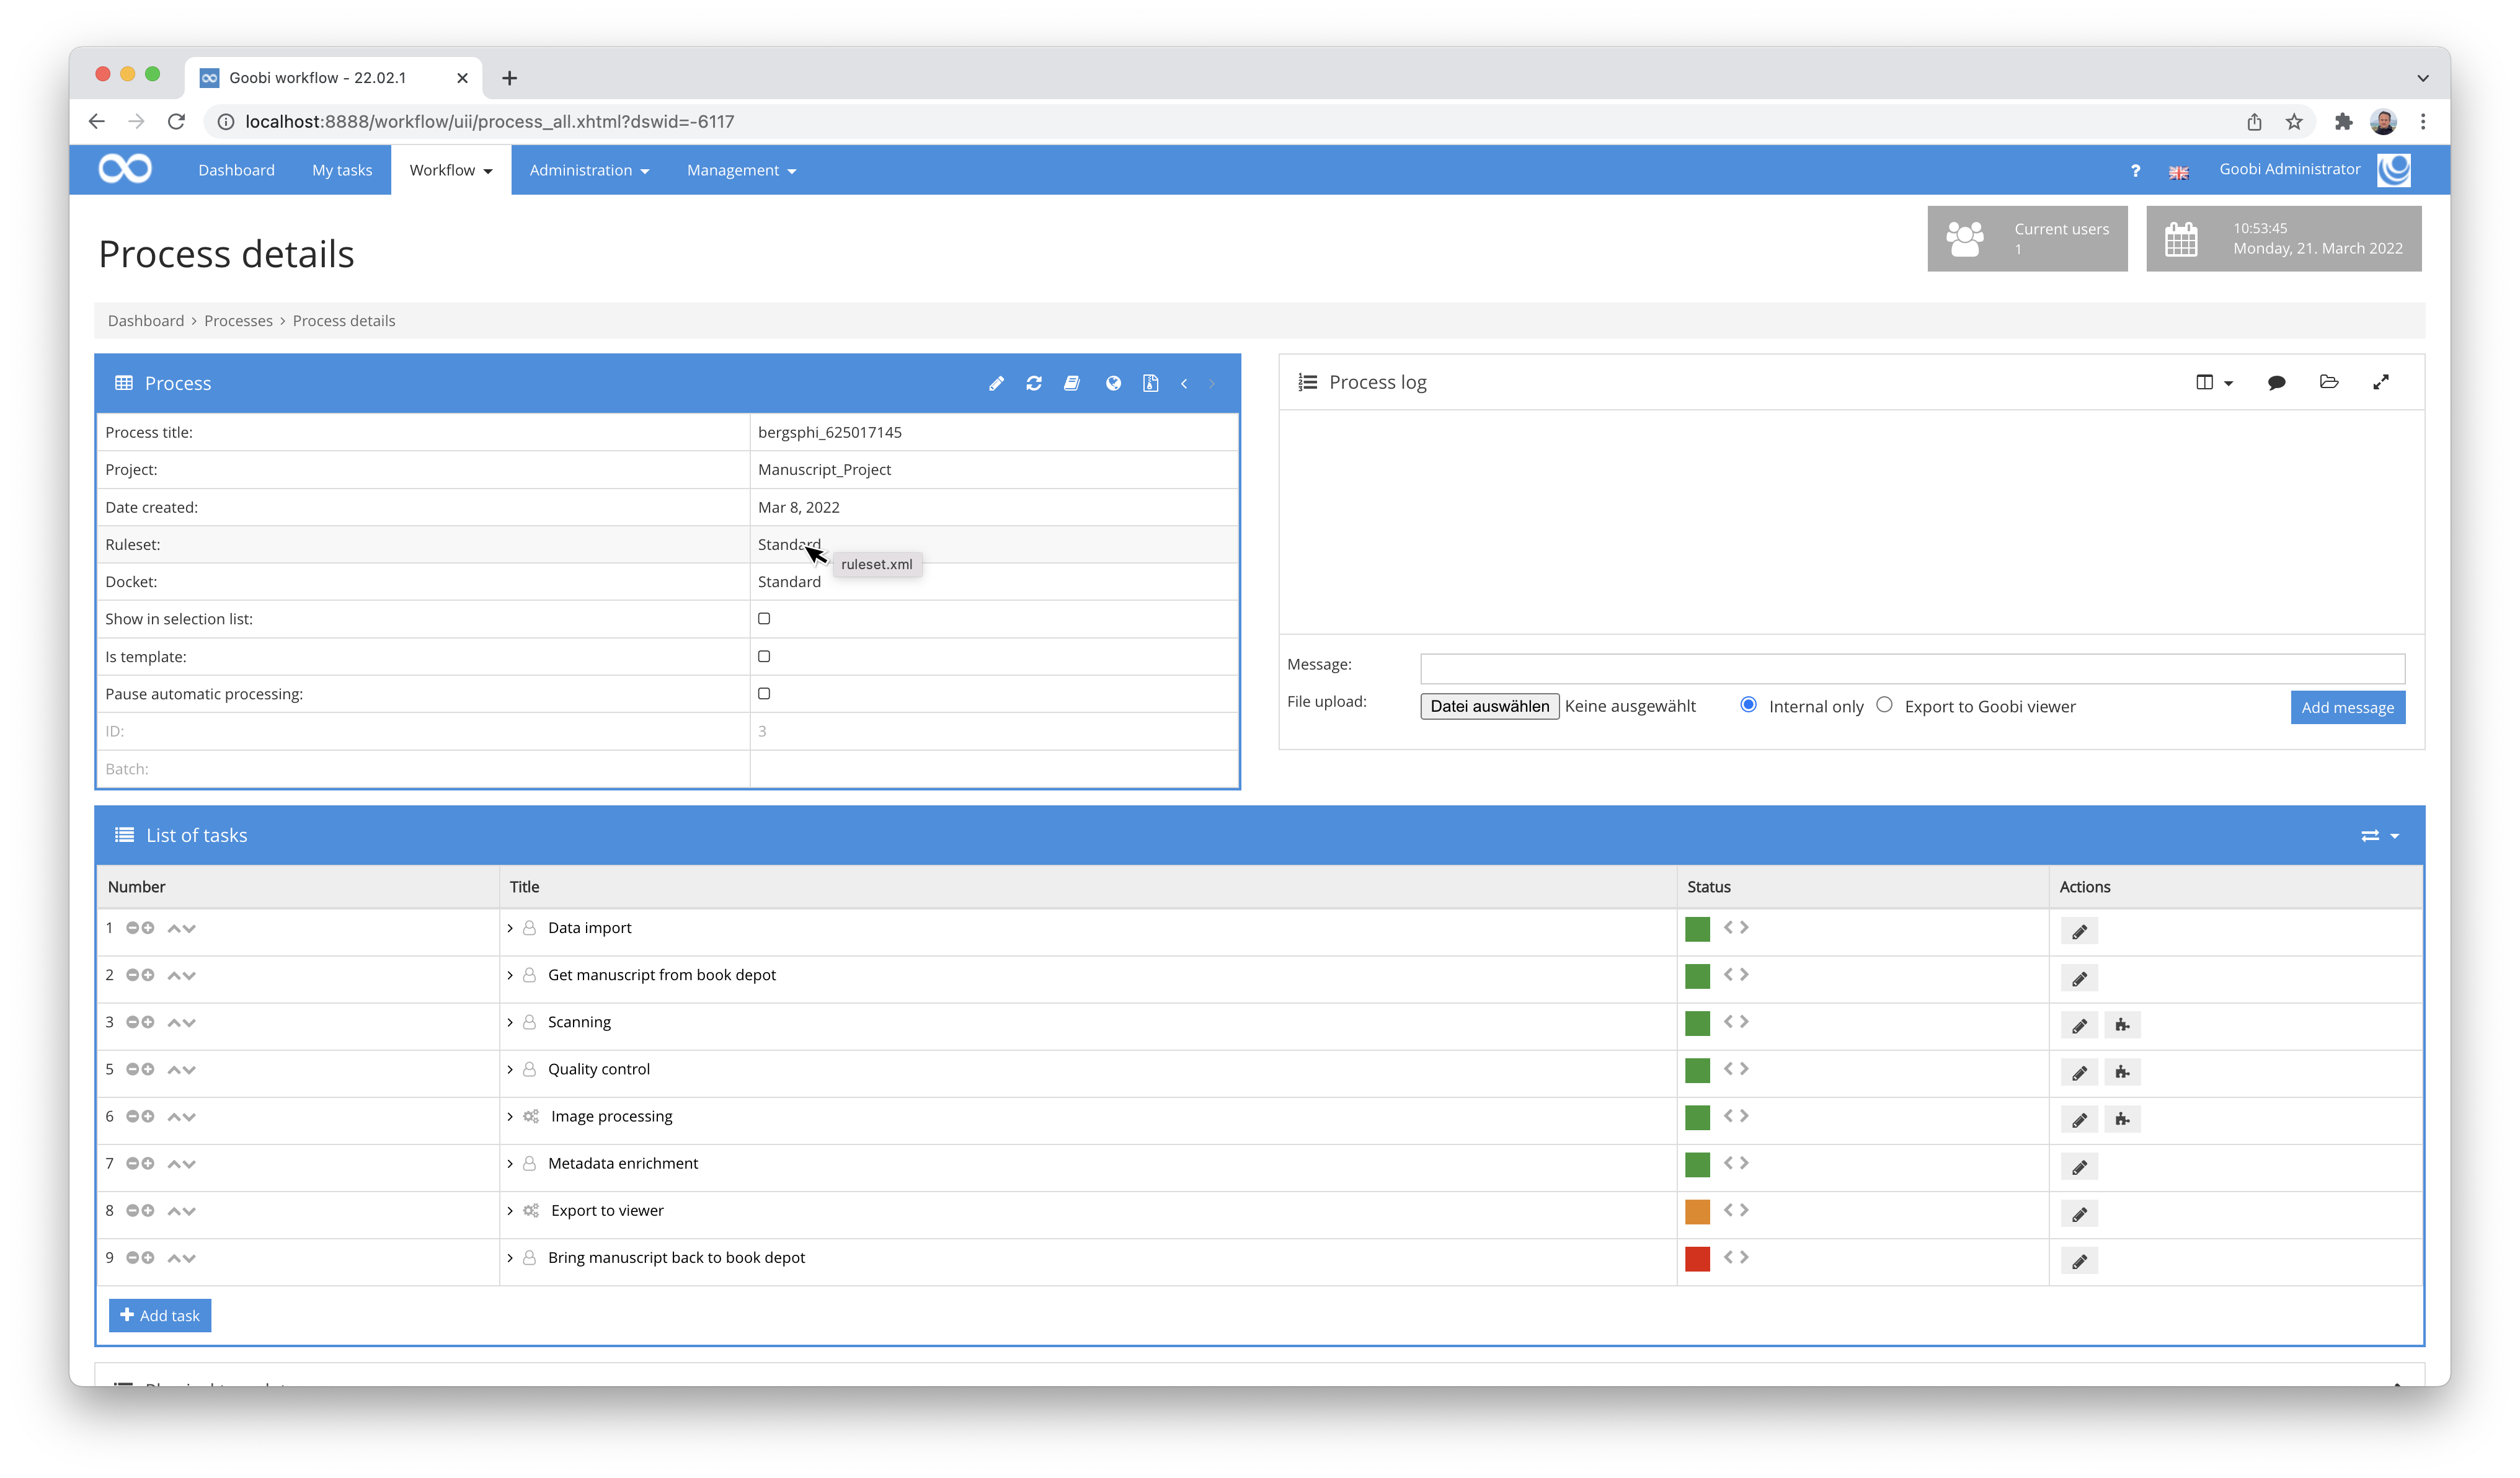 Goobi workflow - 22.02.1
localhost:8888/workflow/uii/process_all.xhtml?dswid=-6117
Dashboard My tasks Workflow Administration Management ? Goobi Administrator
Process details
Current users
1
10:53:45
Monday, 21. March 2022
Dashboard > Processes > Process details
Process
Process title: bergsphi_625017145
Project: Manuscript_Project
Date created: Mar 8, 2022
Ruleset: Standard
ruleset.xml
Docket: Standard
Show in selection list:
Is template:
Pause automatic processing:
ID: 3
Batch:
Process log
Message:
File upload: Datei auswählen Keine ausgewählt Internal only Export to Goobi viewer Add message
List of tasks
Number Title Status Actions
1 Data import
2 Get manuscript from book depot
3 Scanning
5 Quality control
6 Image processing
7 Metadata enrichment
8 Export to viewer
9 Bring manuscript back to book depot
Add task